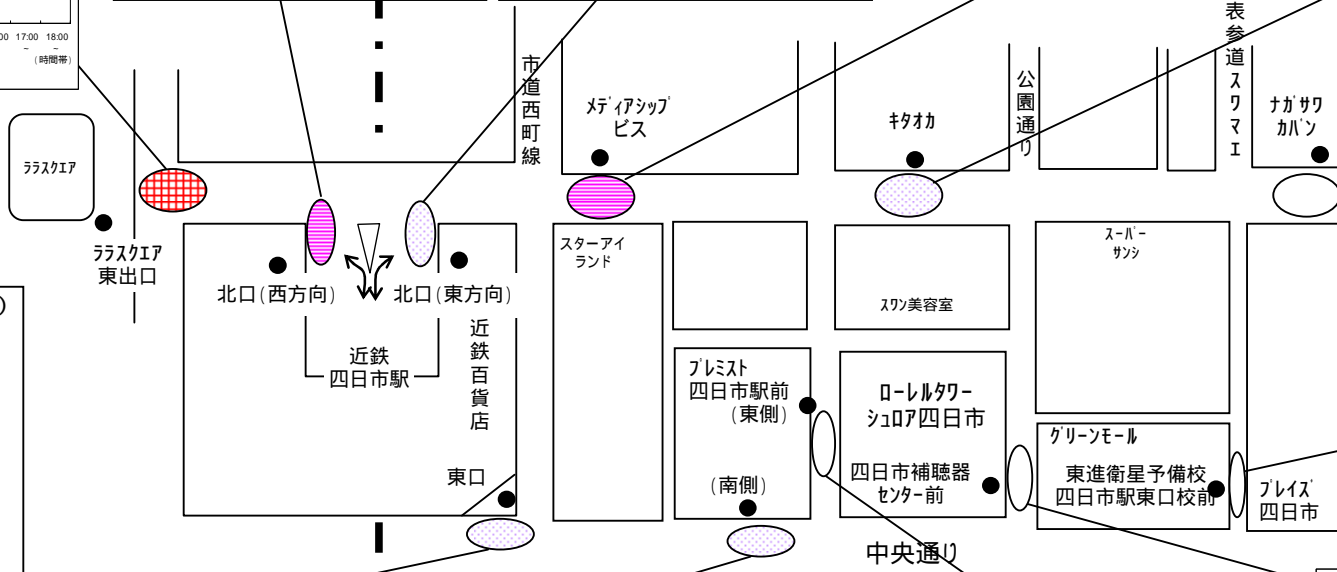 00 17:00 18:00
~ ~
(時間帯)
ララスクエア
ララスクエア
東出口
市道西町線
メディアシップ
ビス
キタオカ
公園通り
表参道スワマエ
ナガサワ
カバン
北口(西方向)
北口(東方向)
近鉄
四日市駅
近鉄百貨店
東口
スターアイ
ランド
スワン美容室
スーパー
サンシ
プレミスト
四日市駅前
(東側)
(南側)
ローレルタワー
シュロア四日市
四日市補聴器
センター前
グリーンモール
東進衛星予備校
四日市駅東口校前
プレイズ
四日市
中央通り
)